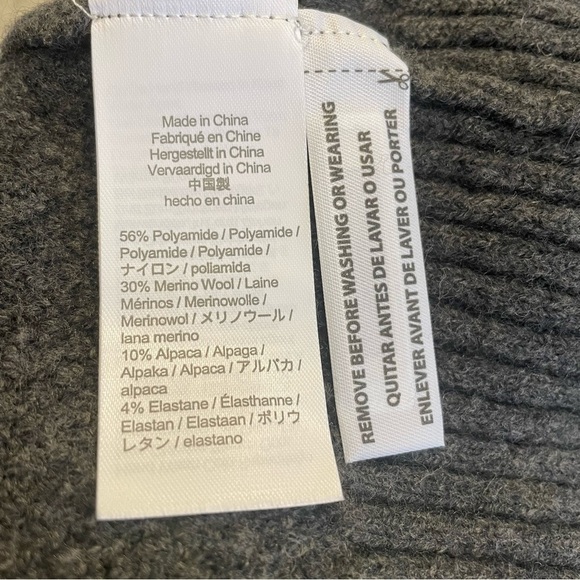 Made in China
Fabriqué en Chine
Hergestellt in China
Vervaardigd in China
中国製
hecho en china
56% Polyamide / Polyamide /
Polyamide / Polyamide /
ナイロン / poliamida
30% Merino Wool / Laine
Mérinos / Merinowolle /
Merinowol / メリノウール /
lana merino
10% Alpaca / Alpaga /
Alpaka / Alpaca / アルパカ /
alpaca
4% Elastane / Élasthanne /
Elastan / Elastaan / ポリウ
レタン / elastano
REMOVE BEFORE WASHING OR WEARING
QUITAR ANTES DE LAVAR O USAR
ENLEVER AVANT DE LAVER OU PORTER